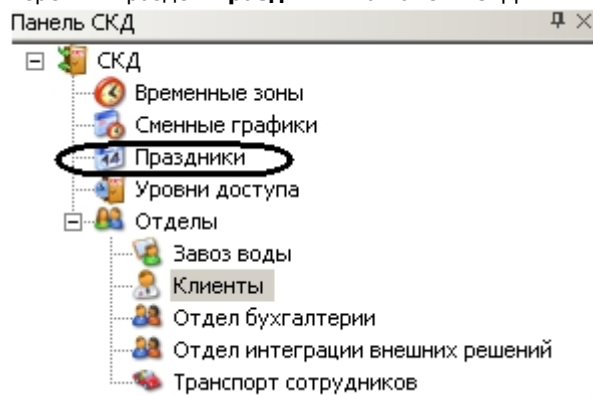 Панель СКД
СКД
Временные зоны
Сменные графики
Праздники
Уровни доступа
Отделы
Завоз воды
Клиенты
Отдел бухгалтерии
Отдел интеграции внешних решений
Транспорт сотрудников